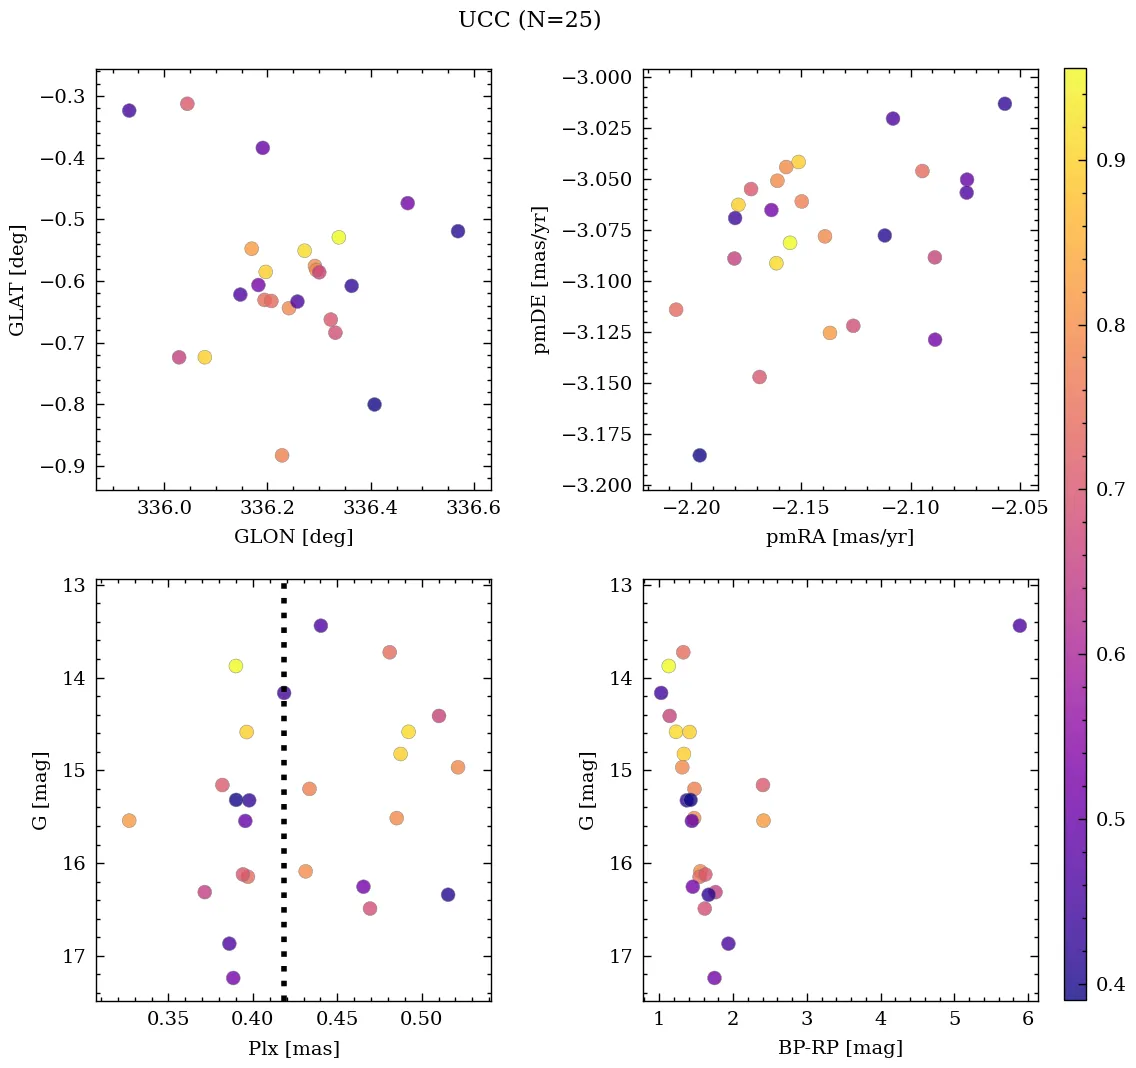 UCC (N=25)
−0.3
−0.4
−0.5
−0.6
−0.7
−0.8
−0.9
GLAT [deg]
336.0 336.2 336.4 336.6
GLON [deg]
−3.000
−3.025
−3.050
−3.075
−3.100
−3.125
−3.150
−3.175
−3.200
pmDE [mas/yr]
−2.20 −2.15 −2.10 −2.05
pmRA [mas/yr]
13
14
15
16
17
G [mag]
0.35 0.40 0.45 0.50
Plx [mas]
13
14
15
16
17
G [mag]
1 2 3 4 5 6
BP-RP [mag]
0.9
0.8
0.7
0.6
0.5
0.4